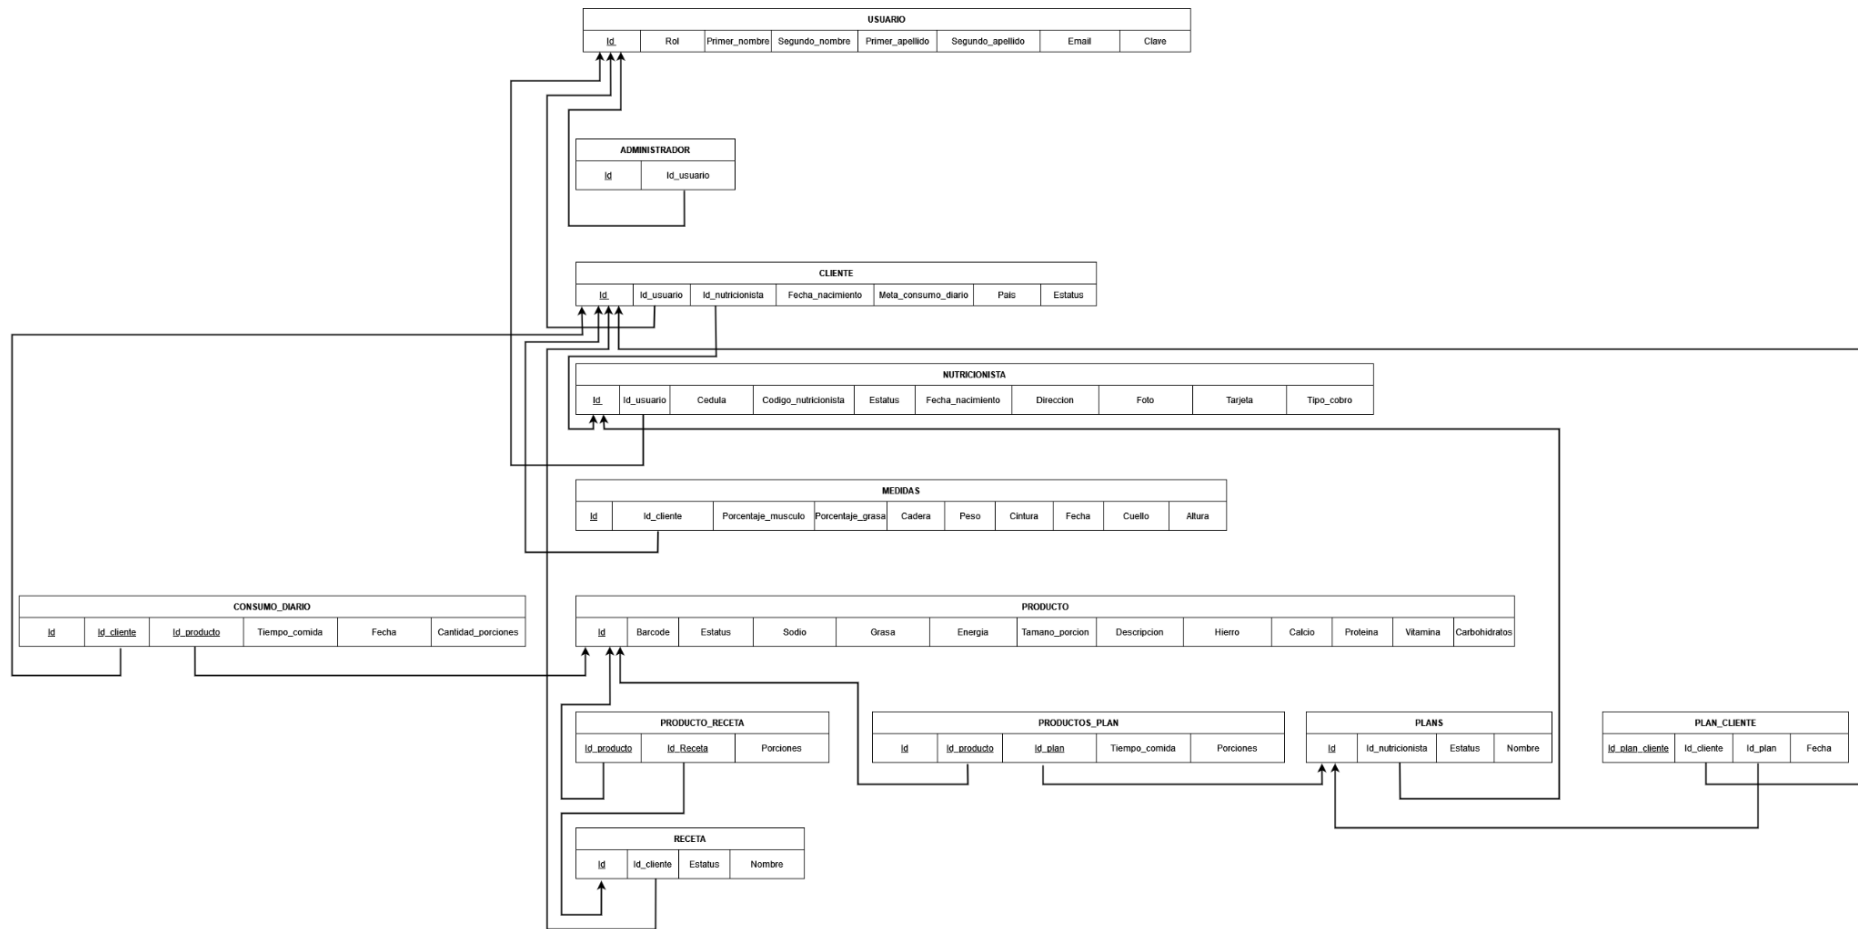 USUARIO
Id Rol Primer_nombre Segundo_nombre Primer_apellido Segundo_apellido Email Clave
ADMINISTRADOR
Id Id_usuario
CLIENTE
Id Id_usuario Id_nutricionista Fecha_nacimiento Meta_consumo_diario Pais Estatus
NUTRICIONISTA
Id Id_usuario Cedula Codigo_nutricionista Estatus Fecha_nacimiento Direccion Foto Tarjeta Tipo_cobro
MEDIDAS
Id Id_cliente Porcentaje_musculo Porcentaje_grasa Cadera Peso Cintura Fecha Cuello Altura
CONSUMO_DIARIO
Id Id_cliente Id_producto Tiempo_comida Fecha Cantidad_porciones
PRODUCTO
Id Barcode Estatus Sodio Grasa Energia Tamano_porcion Descripcion Hierro Calcio Proteina Vitamina Carbohidratos
PRODUCTO_RECETA
Id_producto Id_Receta Porciones
PRODUCTOS_PLAN
Id Id_producto Id_plan Tiempo_comida Porciones
PLANS
Id Id_nutricionista Estatus Nombre
PLAN_CLIENTE
Id_plan_cliente Id_cliente Id_plan Fecha
RECETA
Id Id_cliente Estatus Nombre